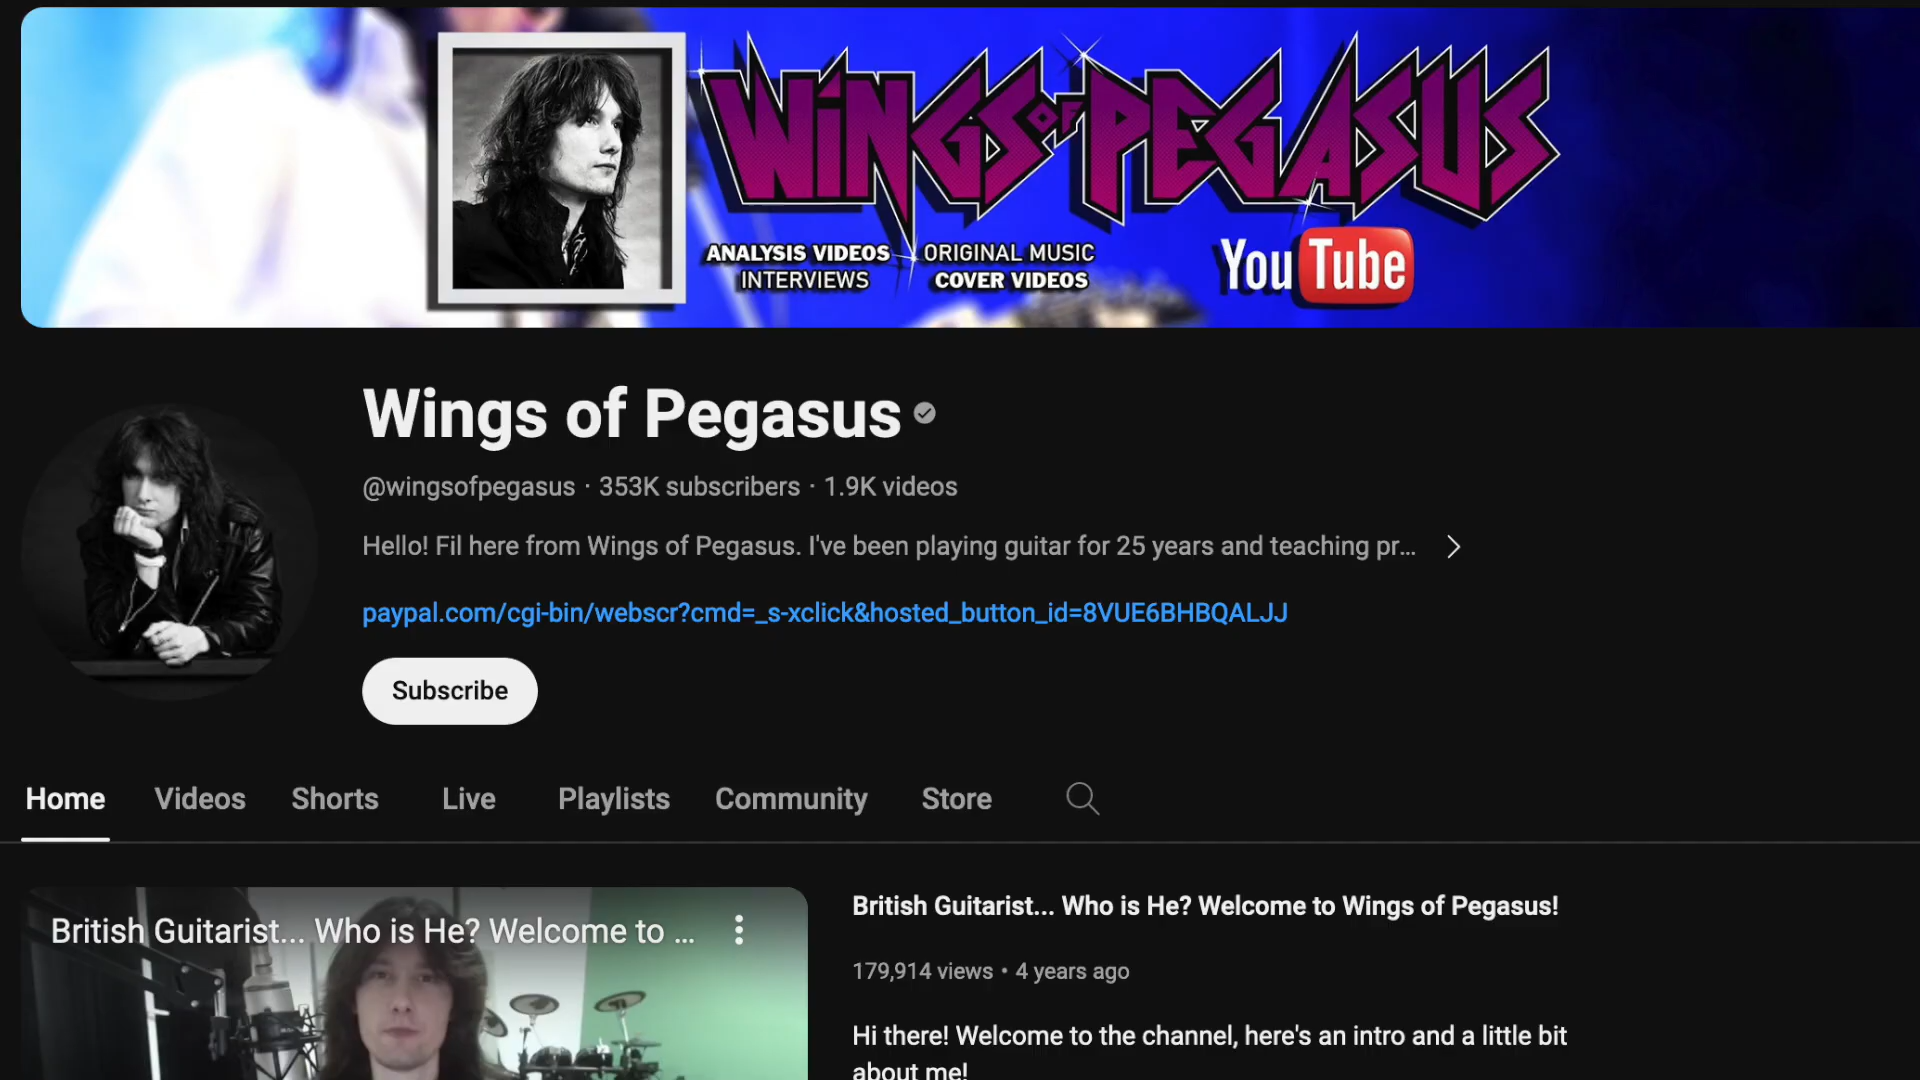 WINGS OF PEGASUS
ANALYSIS VIDEOS
INTERVIEWS
ORIGINAL MUSIC
COVER VIDEOS
YouTube
Wings of Pegasus
@wingsofpegasus · 353K subscribers · 1.9K videos
Hello! Fil here from Wings of Pegasus. I've been playing guitar for 25 years and teaching pr...
paypal.com/cgi-bin/webscr?cmd=_s-xclick&hosted_button_id=8VUE6BHBQALJJ
Subscribe
Home Videos Shorts Live Playlists Community Store
British Guitarist... Who is He? Welcome to ...
British Guitarist... Who is He? Welcome to Wings of Pegasus!
179,914 views • 4 years ago
Hi there! Welcome to the channel, here's an intro and a little bit
about me!